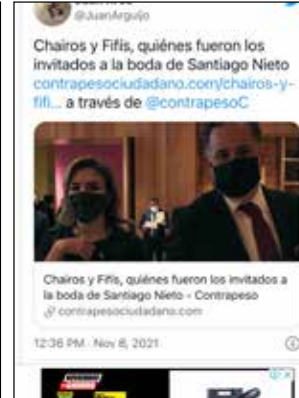 @JuanArguijo
Chairos y Fifís, quiénes fueron los
invitados a la boda de Santiago Nieto
contrapesociudadano.com/chairos-y-
fifi... a través de @contrapesoC
Chairos y Fifís, quiénes fueron los invitados a
la boda de Santiago Nieto - Contrapeso
contrapesociudadano.com
12:36 PM · Nov 6, 2021